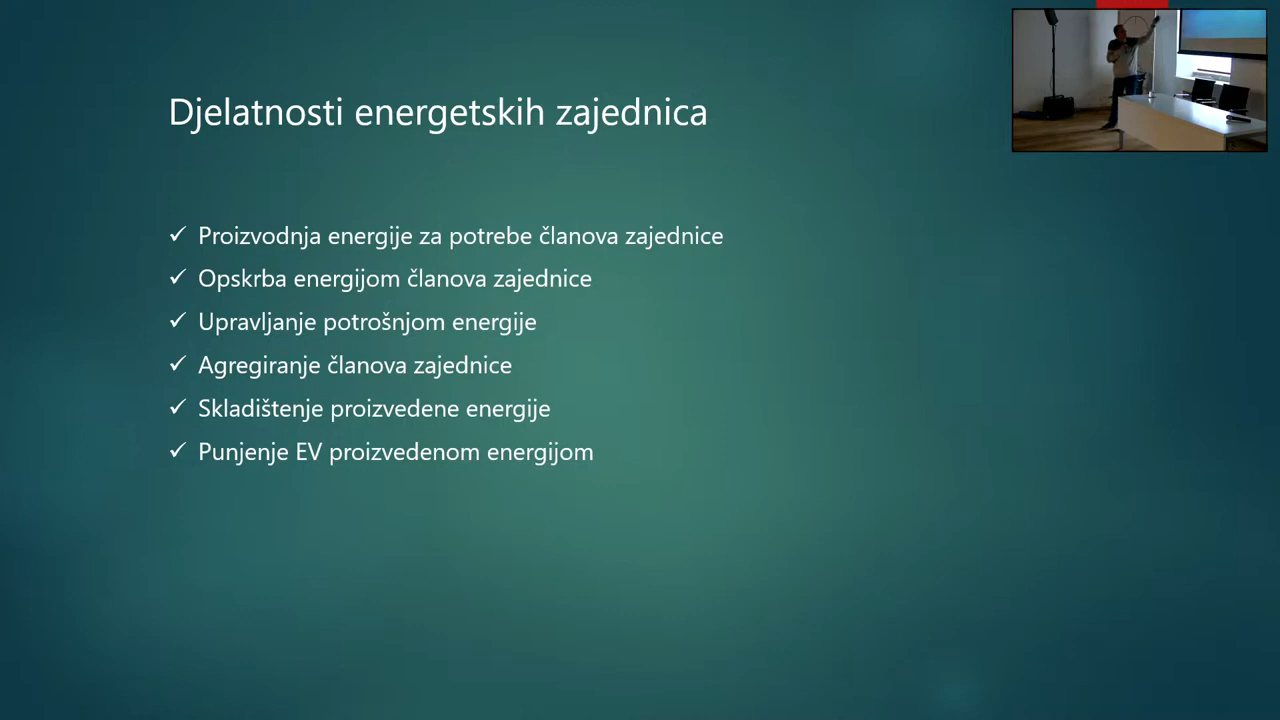 Djelatnosti energetskih zajednica
✓ Proizvodnja energije za potrebe članova zajednice
✓ Opskrba energijom članova zajednice
✓ Upravljanje potrošnjom energije
✓ Agregiranje članova zajednice
✓ Skladištenje proizvedene energije
✓ Punjenje EV proizvedenom energijom